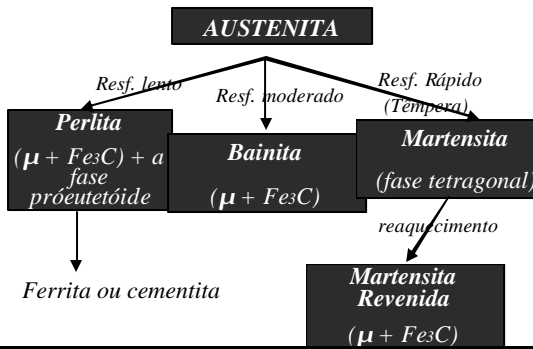 AUSTENITA
Resf. lento
Resf. moderado
Resf. Rápido
(Têmpera)
Perlita
(μ + Fe3C) + a
fase
próeutetóide
Bainita
(μ + Fe3C)
Martensita
(fase tetragonal)
reaquecimento
Ferrita ou cementita
Martensita
Revenida
(μ + Fe3C)